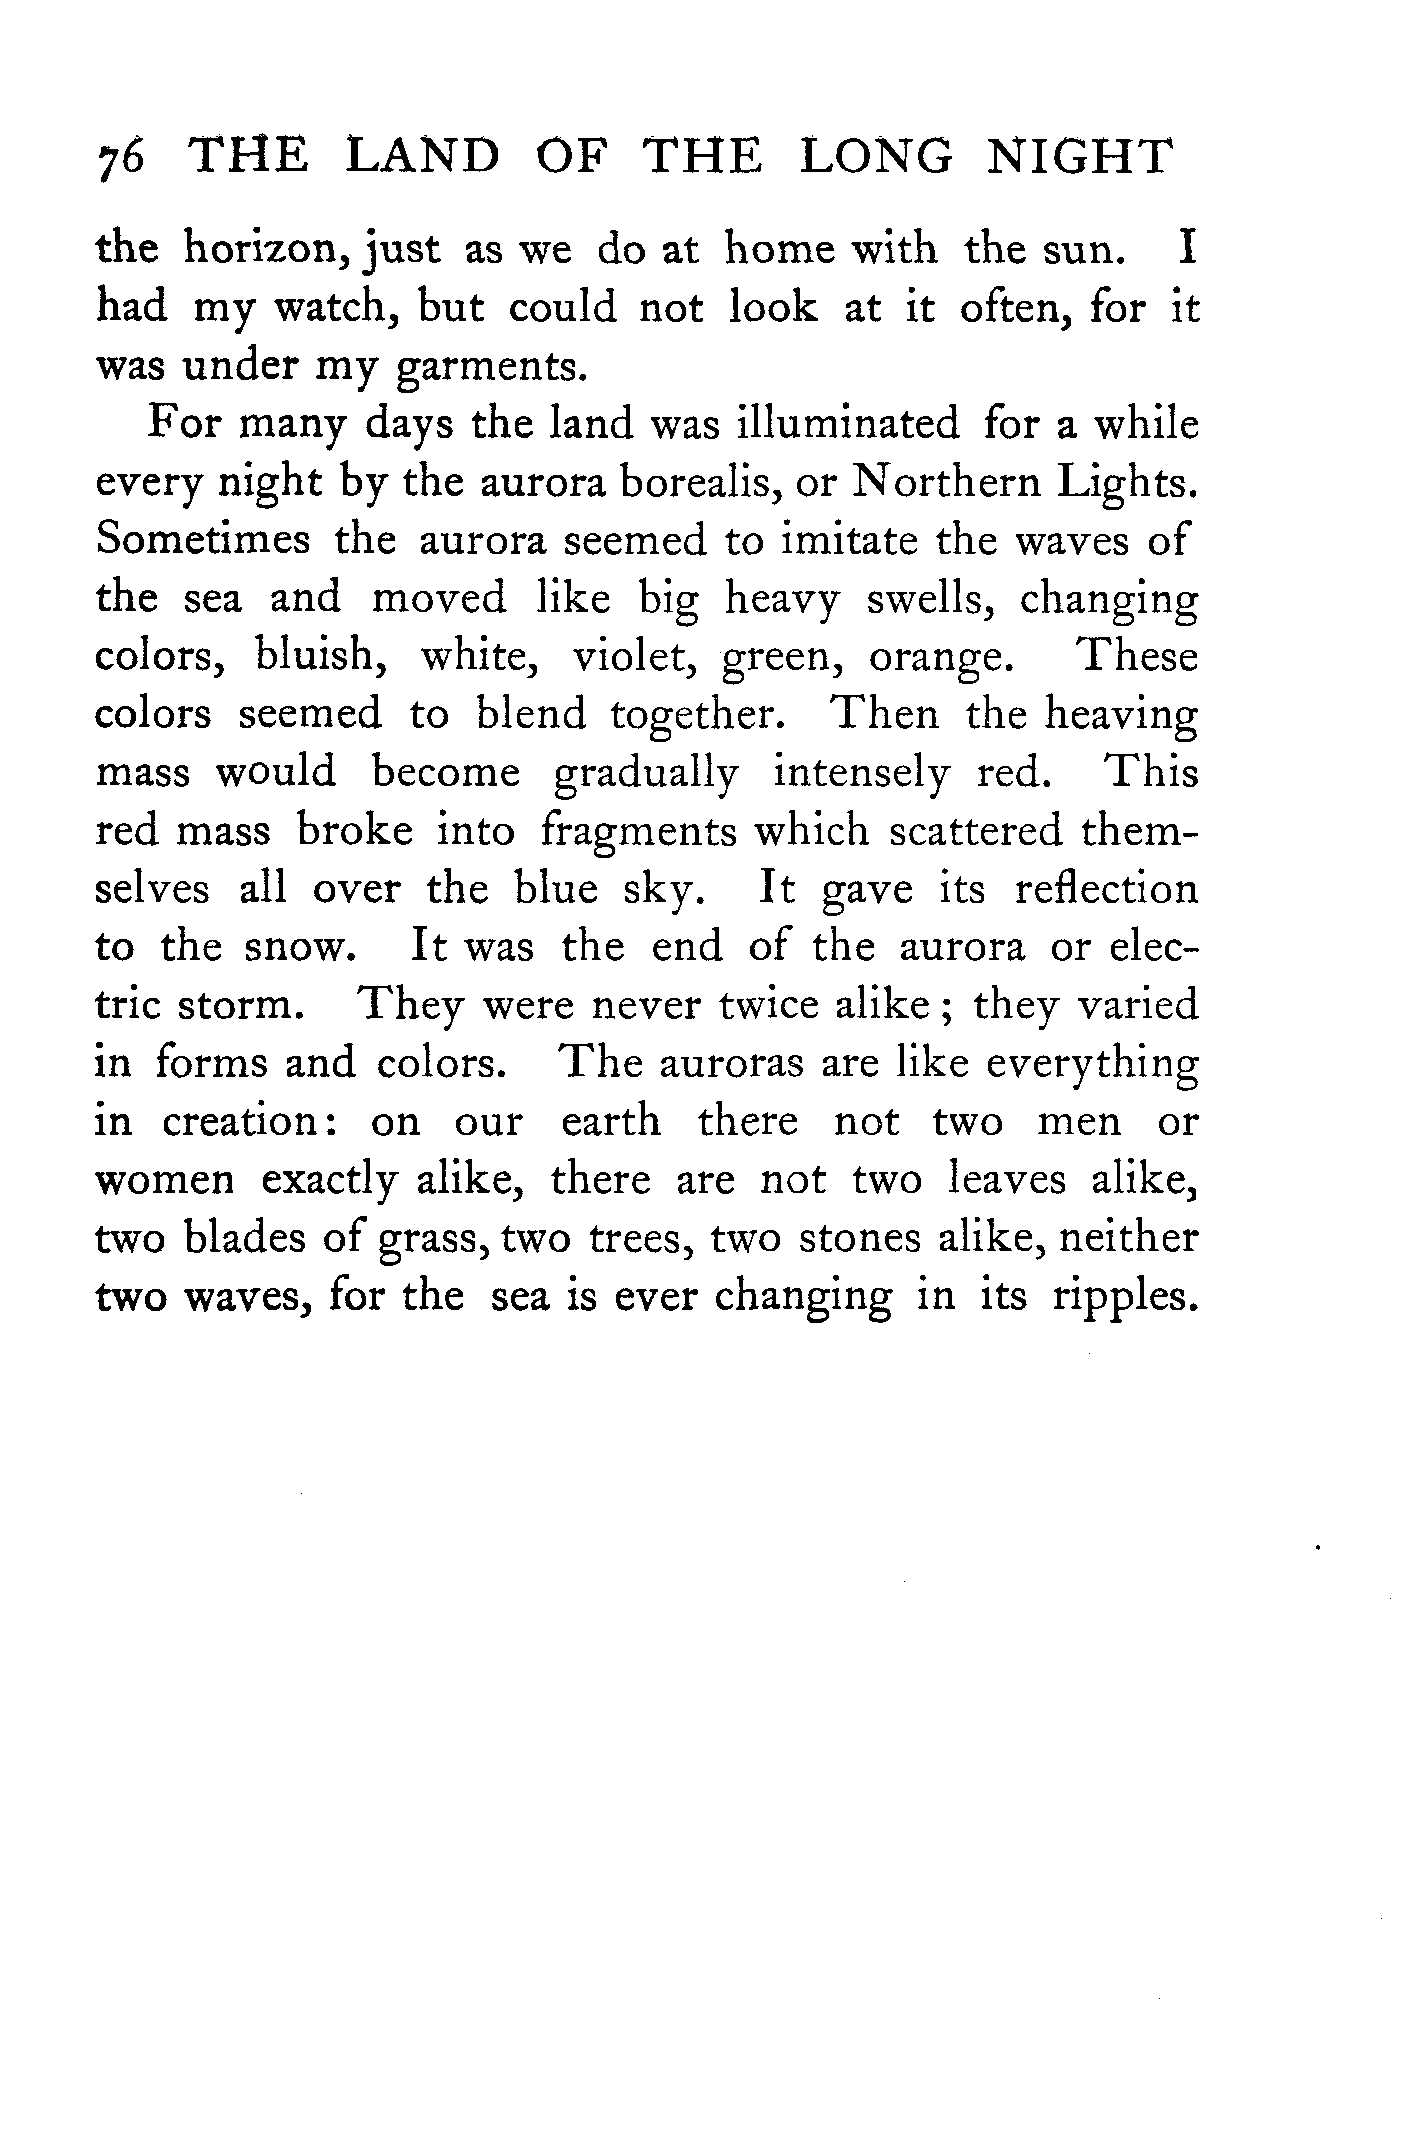 76 THE LAND OF THE LONG NIGHT
the horizon, just as we do at home with the sun. I
had my watch, but could not look at it often, for it
was under my garments.
For many days the land was illuminated for a while
every night by the aurora borealis, or Northern Lights.
Sometimes the aurora seemed to imitate the waves of
the sea and moved like big heavy swells, changing
colors, bluish, white, violet, green, orange. These
colors seemed to blend together. Then the heaving
mass would become gradually intensely red. This
red mass broke into fragments which scattered them-
selves all over the blue sky. It gave its reflection
to the snow. It was the end of the aurora or elec-
tric storm. They were never twice alike ; they varied
in forms and colors. The auroras are like everything
in creation: on our earth there not two men or
women exactly alike, there are not two leaves alike,
two blades of grass, two trees, two stones alike, neither
two waves, for the sea is ever changing in its ripples.